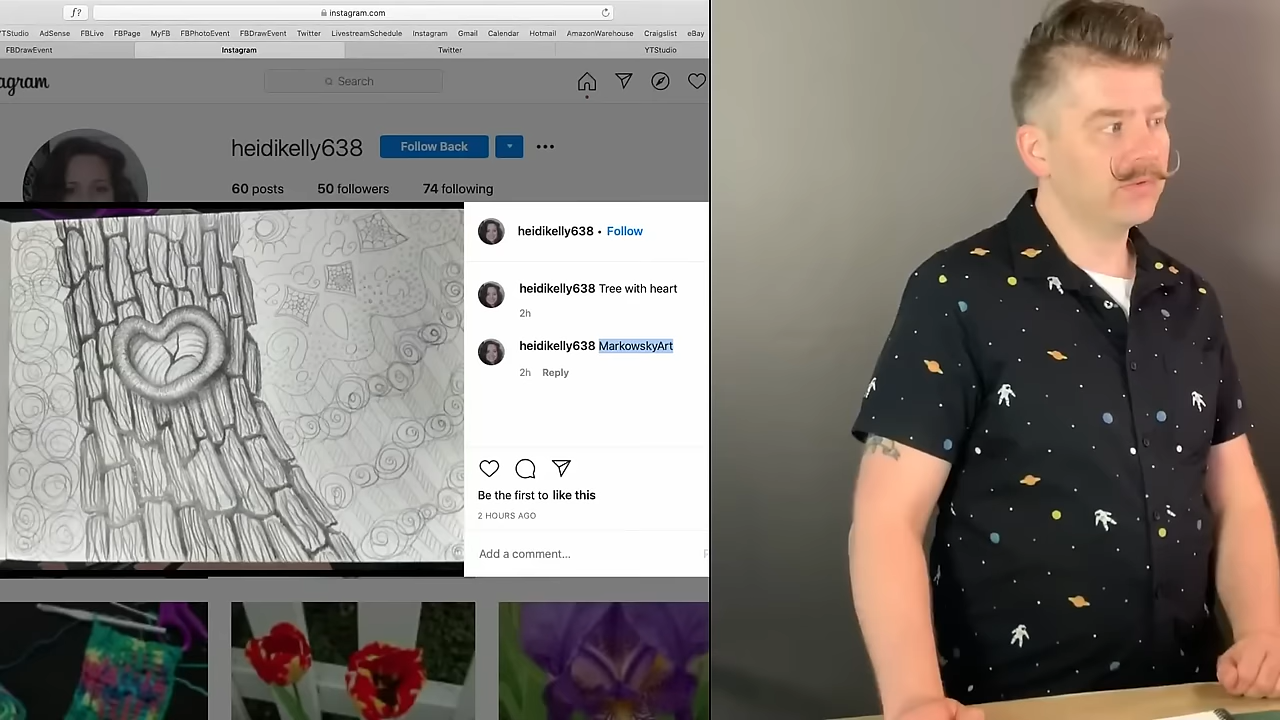 instagram.com
YTStudio AdSense FBLive FBPage MyFB FBPhotoEvent FBDrawEvent Twitter LivestreamSchedule Instagram Gmail Calendar Hotmail AmazonWarehouse Craigslist eBay
FBDrawEvent Instagram Twitter YTStudio
agram Search
heidikelly638 Follow Back
60 posts 50 followers 74 following
heidikelly638 • Follow
heidikelly638 Tree with heart
2h
heidikelly638 MarkowskyArt
2h Reply
Be the first to like this
2 HOURS AGO
Add a comment...